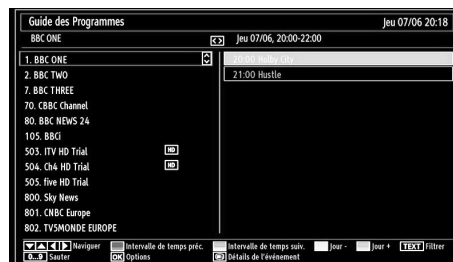 Guide des Programmes Jeu 07/06 20:18
BBC ONE <> Jeu 07/06, 20:00-22:00
1. BBC ONE 20:00 Holby City
2. BBC TWO 21:00 Hustle
7. BBC THREE
70. CBBC Channel
80. BBC NEWS 24
105. BBCi
503. ITV HD Trial HD
504. Ch4 HD Trial HD
505. five HD Trial
800. Sky News
801. CNBC Europe
802. TV5MONDE EUROPE
Naviguer Intervalle de temps préc. Intervalle de temps suiv. Jour - Jour + TEXT Filtrer
0...9 Sauter OK Options Détails de l'événement